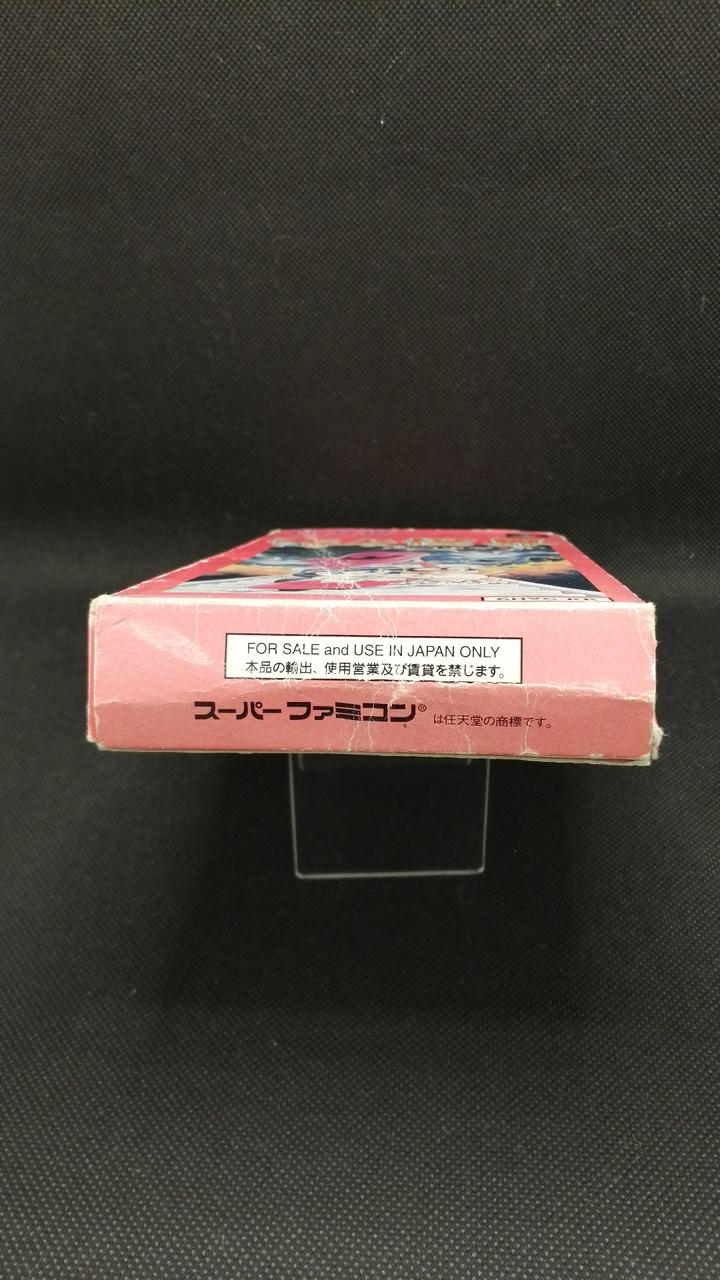 FOR SALE and USE IN JAPAN ONLY
本品の輸出、使用営業及び賃貸を禁じます。
スーパーファミコン® は任天堂の商標です。